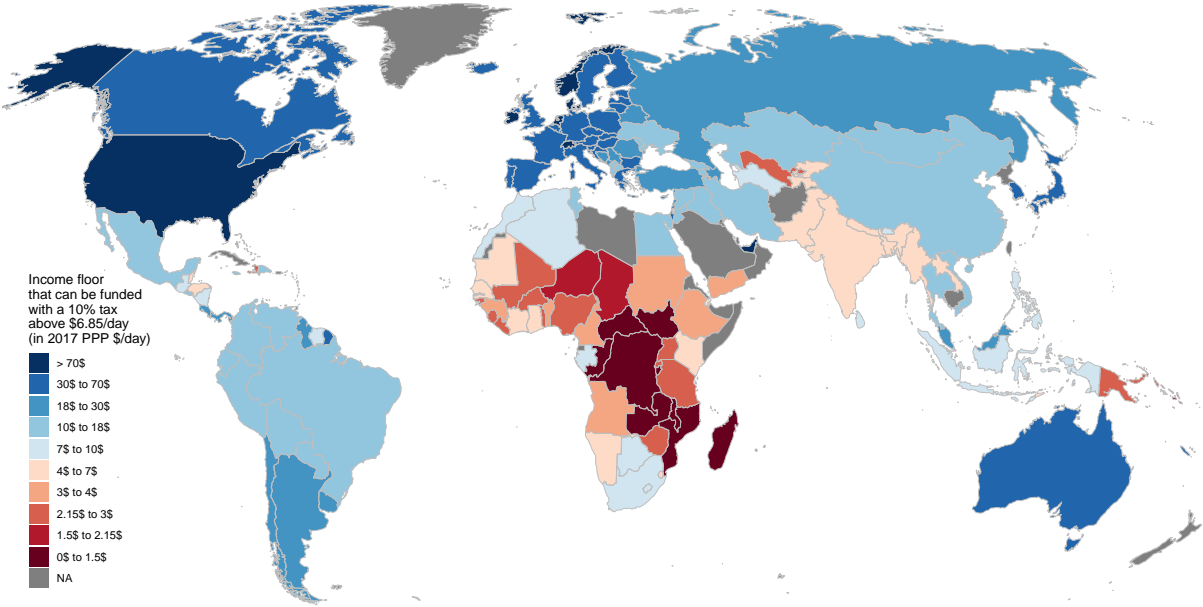 Income floor
that can be funded
with a 10% tax
above $6.85/day
(in 2017 PPP $/day)
> 70$
30$ to 70$
18$ to 30$
10$ to 18$
7$ to 10$
4$ to 7$
3$ to 4$
2.15$ to 3$
1.5$ to 2.15$
0$ to 1.5$
NA